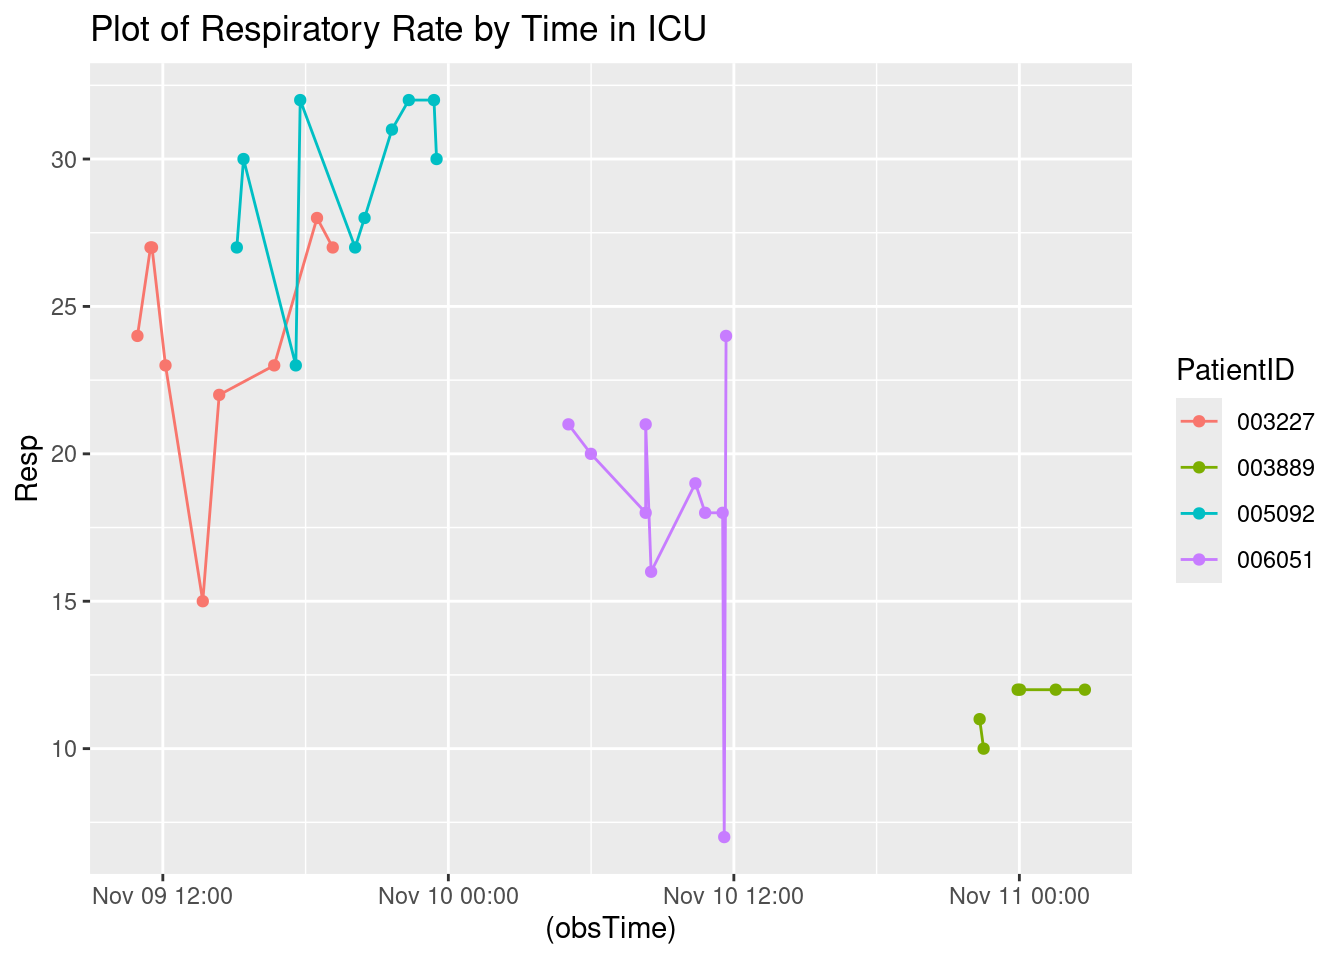 Plot of Respiratory Rate by Time in ICU
Resp
30
25
20
15
10
Nov 09 12:00
Nov 10 00:00
Nov 10 12:00
Nov 11 00:00
(obsTime)
PatientID
003227
003889
005092
006051